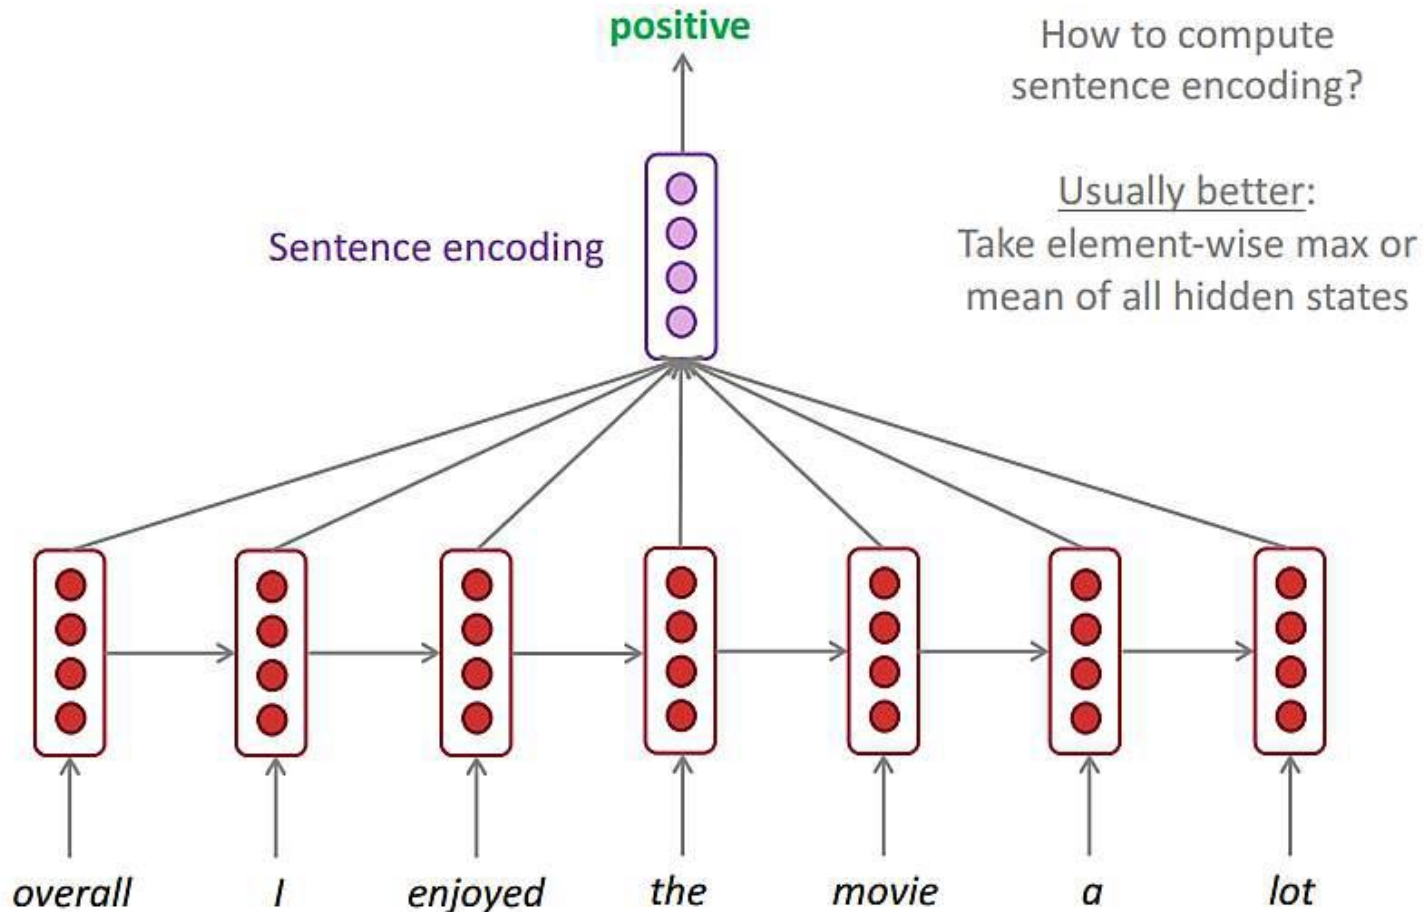 positive
How to compute
sentence encoding?
Usually better:
Take element-wise max or
mean of all hidden states
Sentence encoding
overall I enjoyed the movie a lot